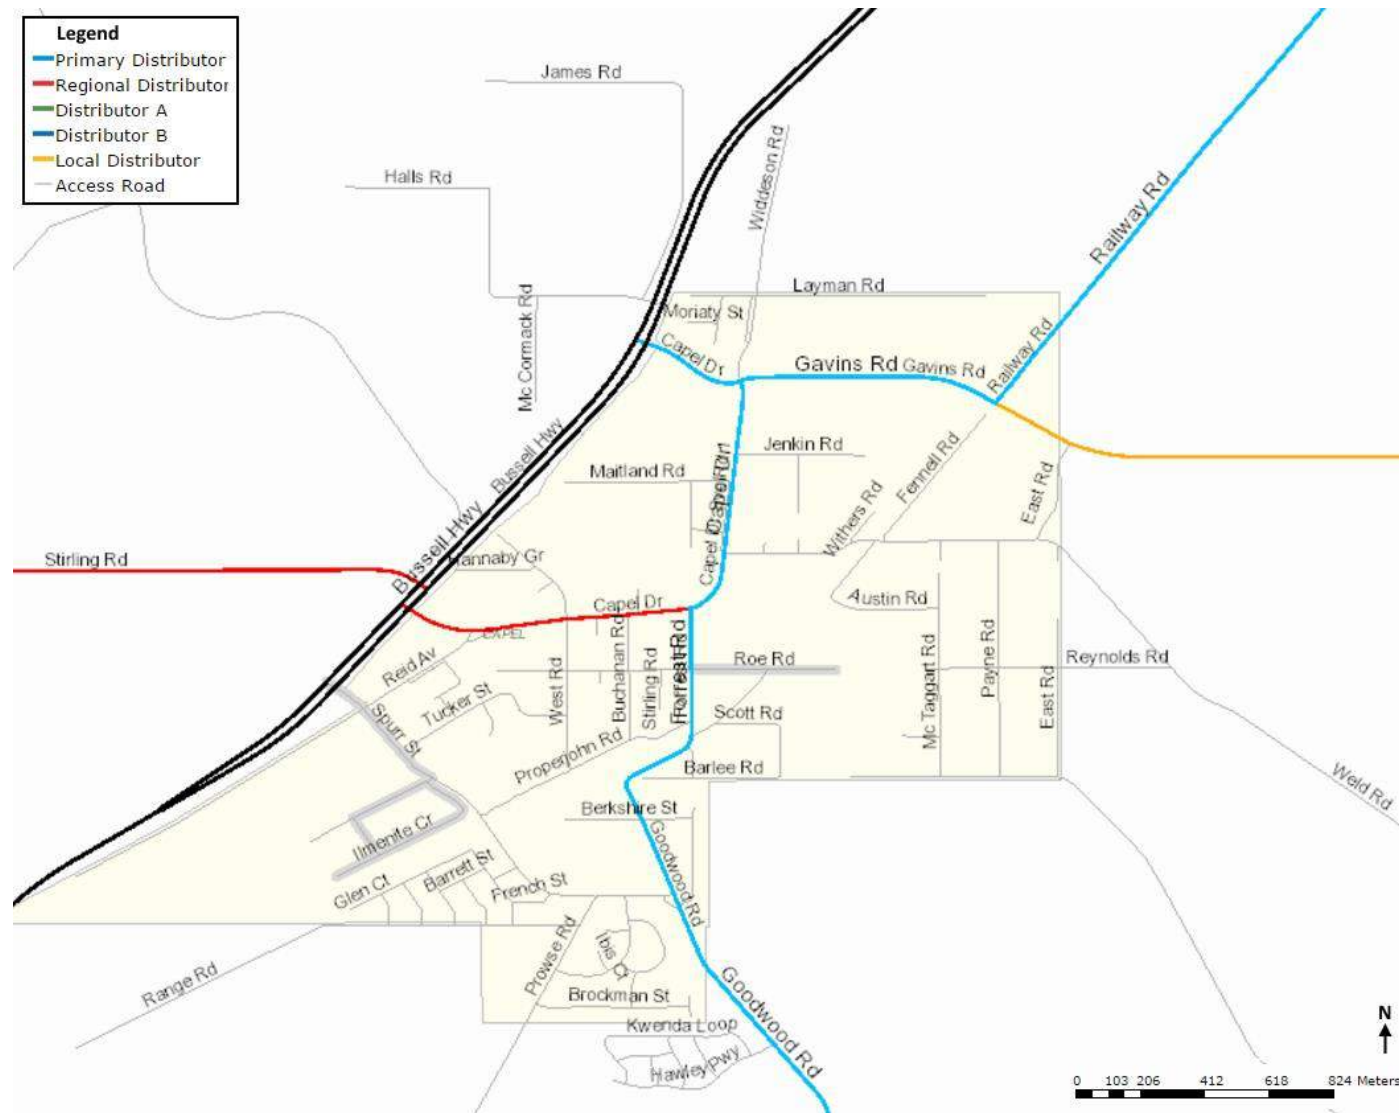 Legend
Primary Distributor
Regional Distributor
Distributor A
Distributor B
Local Distributor
Access Road
James Rd
Halls Rd
Widdeson Rd
Railway Rd
Mc Cormack Rd
Layman Rd
Moriaty St
Capel Dr
Gavins Rd
Gavins Rd
Railway Rd
Bussell Hwy
Maitland Rd
Jenkin Rd
Fennell Rd
East Rd
Withers Rd
Capel Dr
Stirling Rd
Bussell Hwy
Mannaby Gr
Capel Dr
CAPEL
Austin Rd
Reid Av
West Rd
Buchanan Rd
Stirling Rd
Forrest Rd
Roe Rd
Mc Taggart Rd
Payne Rd
East Rd
Reynolds Rd
Tucker St
Spurr St
Scott Rd
Properjohn Rd
Barlee Rd
Weld Rd
Berkshire St
Ilmenite Cr
Goodwood Rd
Glen Ct
Barrett St
French St
Range Rd
Prowse Rd
Ibis Ct
Brockman St
Goodwood Rd
Kwenda Loop
Hawley Pwy
N
0 103 206 412 618 824 Meters